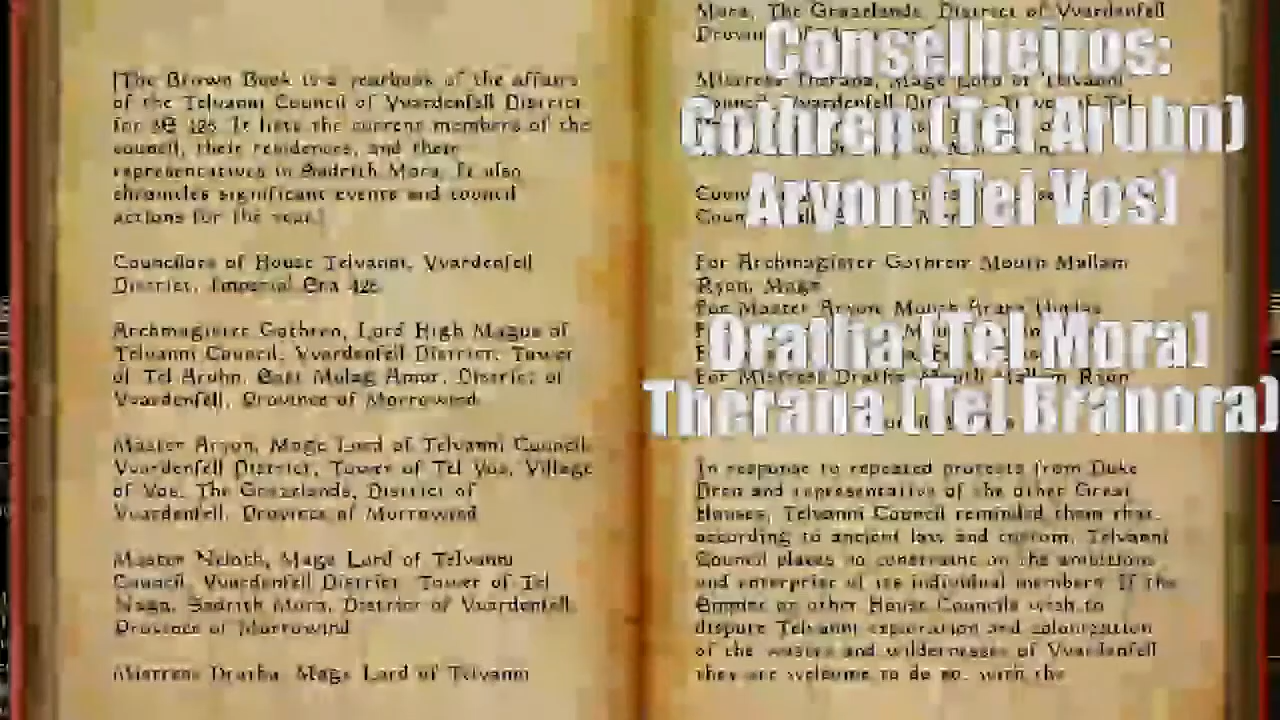 [The Brown Book is a yearbook of the affairs
of the Telvanni Council of Vvardenfell District
for 3E 426. It lists the current members of the
council, their residences, and their
representatives in Sadrith Mora. It also
chronicles significant events and council
actions for the year.]
Councilors of House Telvanni, Vvardenfell
District, Imperial Era 426
Archmagister Gothren, Lord High Magus of
Telvanni Council, Vvardenfell District, Tower
of Tel Aruhn, East Molag Amur, District of
Vvardenfell, Province of Morrowind
Master Aryon, Mage Lord of Telvanni Council,
Vvardenfell District, Tower of Tel Vos, Village
of Vos, The Grazelands, District of
Vvardenfell, Province of Morrowind
Master Neloth, Mage Lord of Telvanni
Council, Vvardenfell District, Tower of Tel
Naga, Sadrith Mora, District of Vvardenfell,
Province of Morrowind
Mistress Dratha, Mage Lord of Telvanni
Mora, The Grazelands, District of Vvardenfell
Mistress Therana, Mage Lord of Telvanni
For Archmagister Gothren: Mouth Mallam
Ryon, Mage
For Master Aryon: Mouth
For Mistress Dratha: Mouth Mallam Ryon
In response to repeated protests from Duke
Dren and representative of the other Great
Houses, Telvanni Council reminded them that,
according to ancient law and custom, Telvanni
Council places no constraint on the ambitions
and enterprise of its individual members. If the
Empire or other House Councils wish to
dispute Telvanni exploration and colonization
of the wastes and wildernesses of Vvardenfell
they are welcome to do so, with the
Conselheiros:
Gothren (Tel Aruhn)
Aryon (Tel Vos)
Dratha (Tel Mora)
Therana (Tel Branora)